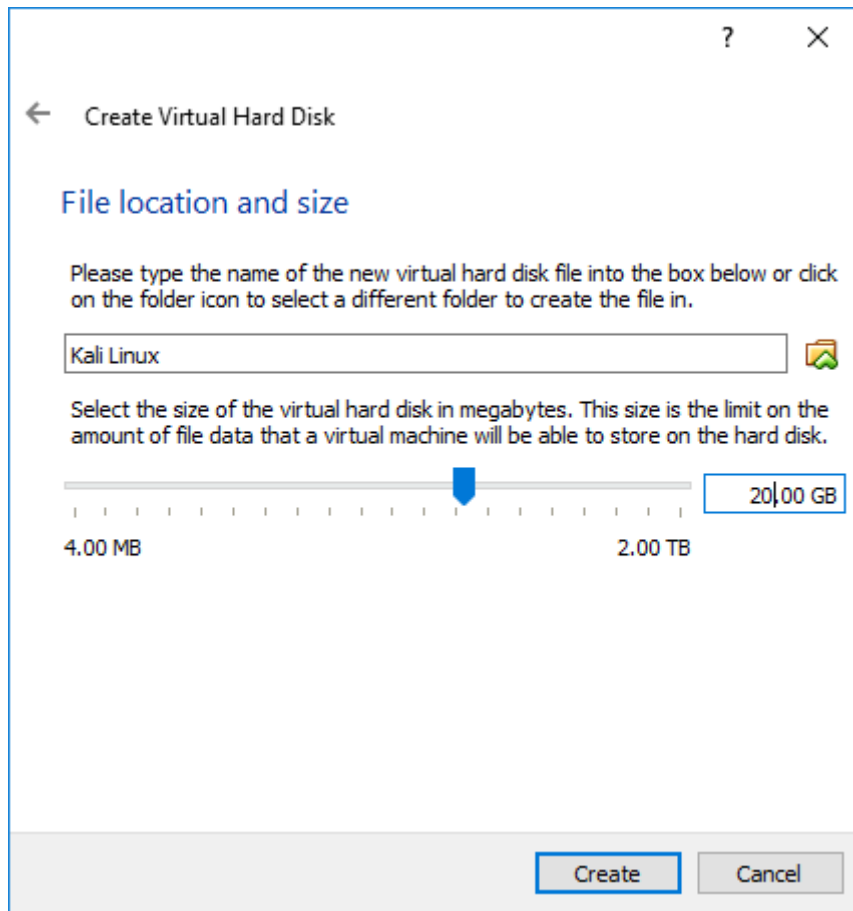 ?
Create Virtual Hard Disk
File location and size
Please type the name of the new virtual hard disk file into the box below or click
on the folder icon to select a different folder to create the file in.
Kali Linux
Select the size of the virtual hard disk in megabytes. This size is the limit on the
amount of file data that a virtual machine will be able to store on the hard disk.
20.00 GB
4.00 MB 2.00 TB
Create Cancel